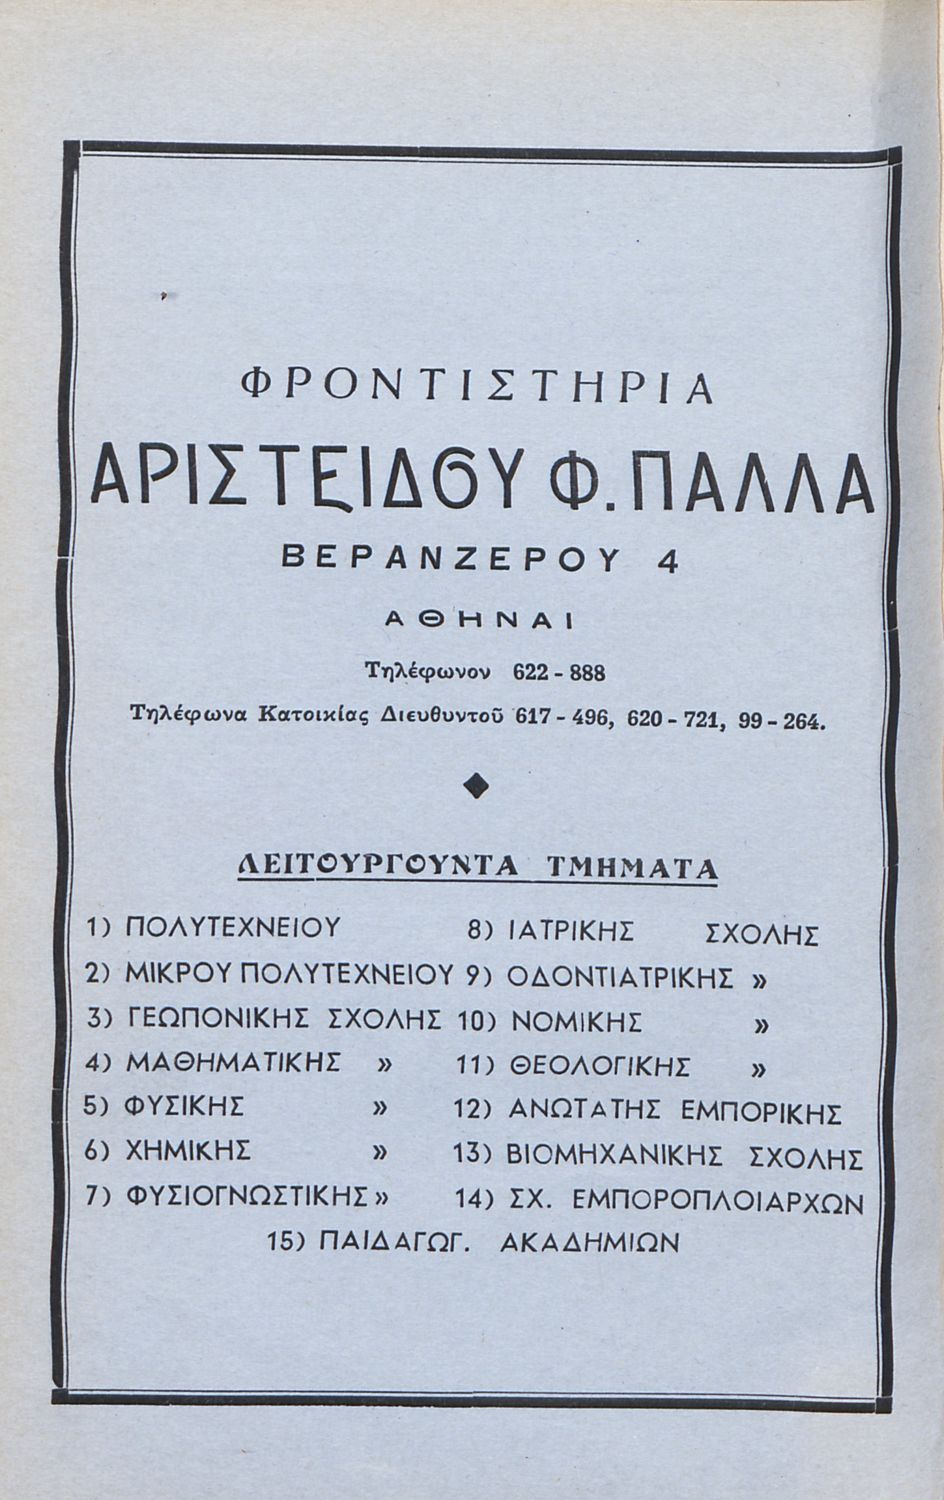 ΦΡΟΝΤΙΣΤΗΡΙΑ
ΑΡΙΣΤΕΙΔΟΥ Φ. ΠΑΛΛΑ
ΒΕΡΑΝΖΕΡΟΥ 4
ΑΘΗΝΑΙ
Τηλέφωνον 622 - 888
Τηλέφωνα Κατοικίας Διευθυντοῦ 617 - 496, 620 - 721, 99 - 264.
ΛΕΙΤΟΥΡΓΟΥΝΤΑ ΤΜΗΜΑΤΑ
1) ΠΟΛΥΤΕΧΝΕΙΟΥ
2) ΜΙΚΡΟΥ ΠΟΛΥΤΕΧΝΕΙΟΥ
3) ΓΕΩΠΟΝΙΚΗΣ ΣΧΟΛΗΣ
4) ΜΑΘΗΜΑΤΙΚΗΣ »
5) ΦΥΣΙΚΗΣ »
6) ΧΗΜΙΚΗΣ »
7) ΦΥΣΙΟΓΝΩΣΤΙΚΗΣ »
8) ΙΑΤΡΙΚΗΣ ΣΧΟΛΗΣ
9) ΟΔΟΝΤΙΑΤΡΙΚΗΣ »
10) ΝΟΜΙΚΗΣ »
11) ΘΕΟΛΟΓΙΚΗΣ »
12) ΑΝΩΤΑΤΗΣ ΕΜΠΟΡΙΚΗΣ
13) ΒΙΟΜΗΧΑΝΙΚΗΣ ΣΧΟΛΗΣ
14) ΣΧ. ΕΜΠΟΡΟΠΛΟΙΑΡΧΩΝ
15) ΠΑΙΔΑΓΩΓ. ΑΚΑΔΗΜΙΩΝ